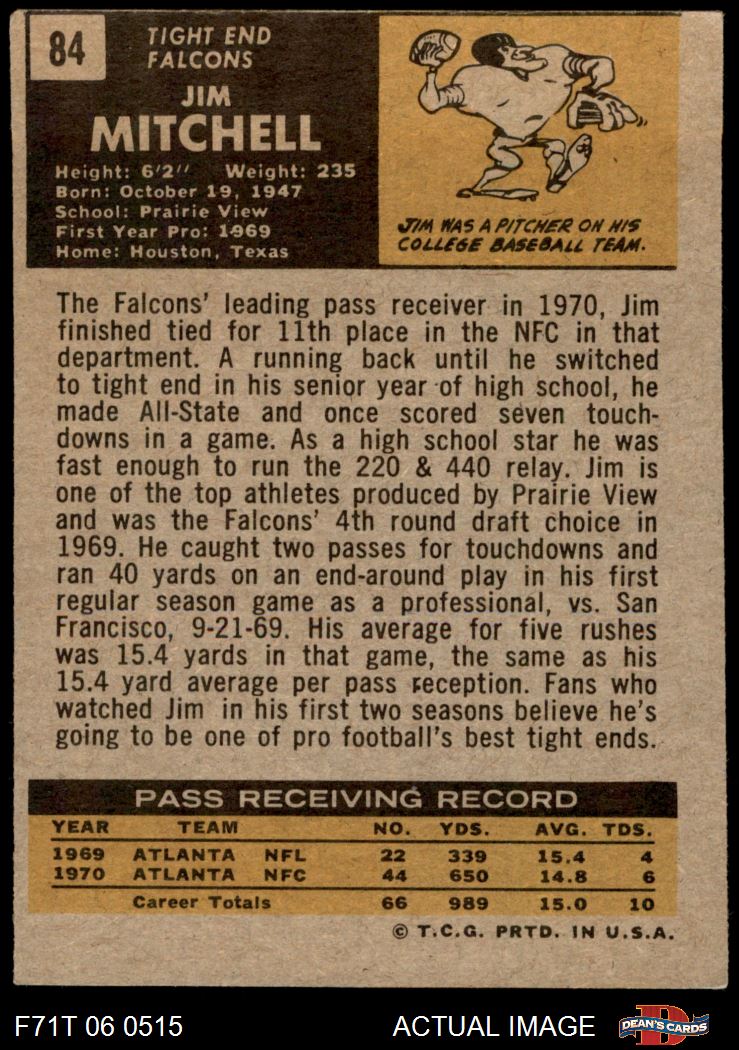 84
TIGHT END
FALCONS
JIM
MITCHELL
Height: 6'2" Weight: 235
Born: October 19, 1947
School: Prairie View
First Year Pro: 1969
Home: Houston, Texas
JIM WAS A PITCHER ON HIS
COLLEGE BASEBALL TEAM.
The Falcons' leading pass receiver in 1970, Jim
finished tied for 11th place in the NFC in that
department. A running back until he switched
to tight end in his senior year of high school, he
made All-State and once scored seven touch-
downs in a game. As a high school star he was
fast enough to run the 220 & 440 relay. Jim is
one of the top athletes produced by Prairie View
and was the Falcons' 4th round draft choice in
1969. He caught two passes for touchdowns and
ran 40 yards on an end-around play in his first
regular season game as a professional, vs. San
Francisco, 9-21-69. His average for five rushes
was 15.4 yards in that game, the same as his
15.4 yard average per pass reception. Fans who
watched Jim in his first two seasons believe he's
going to be one of pro football's best tight ends.
PASS RECEIVING RECORD
YEAR TEAM NO. YDS. AVG. TDS.
1969 ATLANTA NFL 22 339 15.4 4
1970 ATLANTA NFC 44 650 14.8 6
Career Totals 66 989 15.0 10
© T.C.G. PRTD. IN U.S.A.
F71T 06 0515 ACTUAL IMAGE
D
DEAN'S CARDS